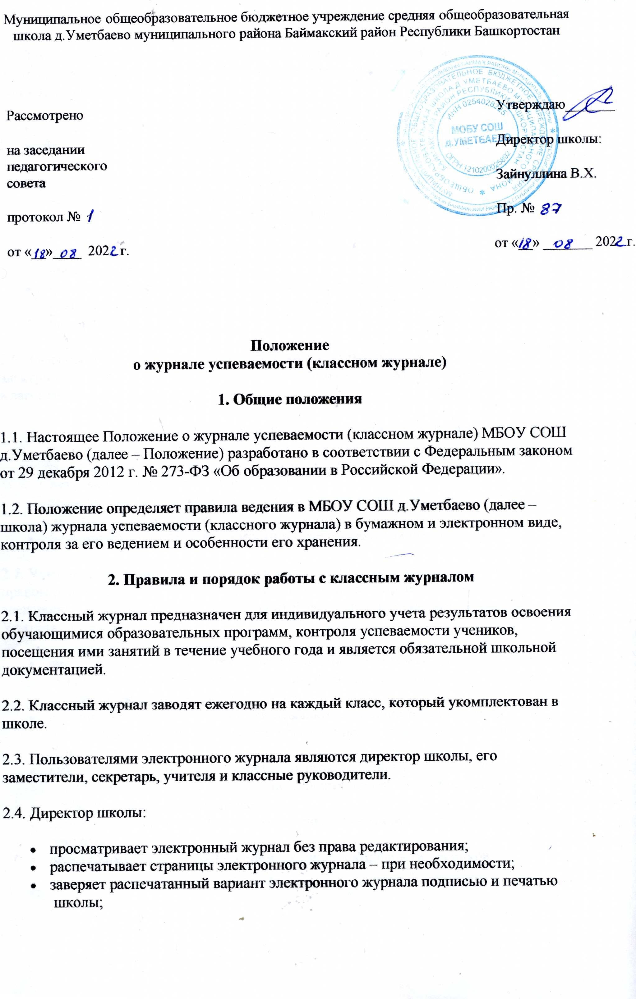 Муниципальное общеобразовательное бюджетное учреждение средняя общеобразовательная
школа д.Уметбаево муниципального района Баймакский район Республики Башкортостан
Рассмотрено
на заседании
педагогического
совета
протокол № 1
от «18» 08 2022 г.
ИНН 0254028225
МОБУ СОШ
д.УМЕТБАЕВО
ОГРН 1210200025892
Утверждаю
Директор школы:
Зайнуллина В.Х.
Пр. № 87
от «18» 08 2022 г.
Положение
о журнале успеваемости (классном журнале)
1. Общие положения
1.1. Настоящее Положение о журнале успеваемости (классном журнале) МБОУ СОШ
д.Уметбаево (далее – Положение) разработано в соответствии с Федеральным законом
от 29 декабря 2012 г. № 273-ФЗ «Об образовании в Российской Федерации».
1.2. Положение определяет правила ведения в МБОУ СОШ д.Уметбаево (далее –
школа) журнала успеваемости (классного журнала) в бумажном и электронном виде,
контроля за его ведением и особенности его хранения.
2. Правила и порядок работы с классным журналом
2.1. Классный журнал предназначен для индивидуального учета результатов освоения
обучающимися образовательных программ, контроля успеваемости учеников,
посещения ими занятий в течение учебного года и является обязательной школьной
документацией.
2.2. Классный журнал заводят ежегодно на каждый класс, который укомплектован в
школе.
2.3. Пользователями электронного журнала являются директор школы, его
заместители, секретарь, учителя и классные руководители.
2.4. Директор школы:
• просматривает электронный журнал без права редактирования;
• распечатывает страницы электронного журнала – при необходимости;
• заверяет распечатанный вариант электронного журнала подписью и печатью
школы;